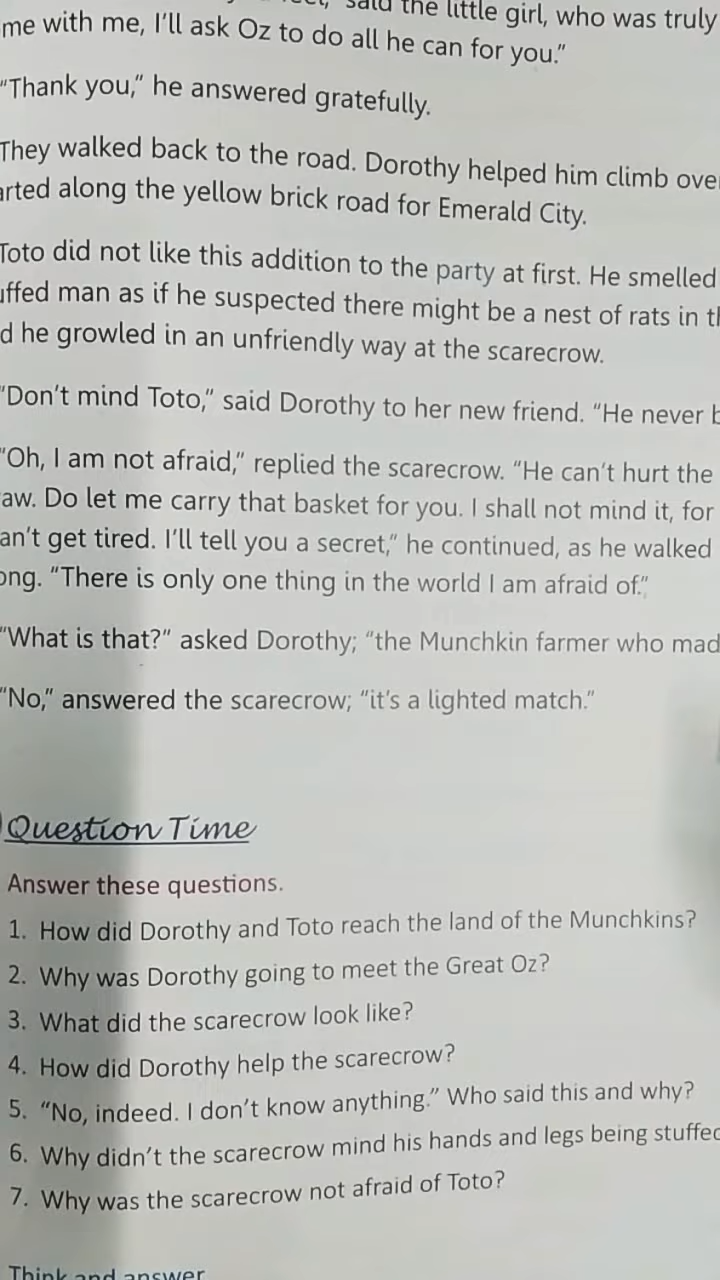 said the little girl, who was truly
me with me, I'll ask Oz to do all he can for you."
"Thank you," he answered gratefully.
They walked back to the road. Dorothy helped him climb over
arted along the yellow brick road for Emerald City.
Toto did not like this addition to the party at first. He smelled
uffed man as if he suspected there might be a nest of rats in th
d he growled in an unfriendly way at the scarecrow.
"Don't mind Toto," said Dorothy to her new friend. "He never b
"Oh, I am not afraid," replied the scarecrow. "He can't hurt the
aw. Do let me carry that basket for you. I shall not mind it, for
an't get tired. I'll tell you a secret," he continued, as he walked
ong. "There is only one thing in the world I am afraid of."
"What is that?" asked Dorothy; "the Munchkin farmer who mad
"No," answered the scarecrow; "it's a lighted match."
Question Time
Answer these questions.
1. How did Dorothy and Toto reach the land of the Munchkins?
2. Why was Dorothy going to meet the Great Oz?
3. What did the scarecrow look like?
4. How did Dorothy help the scarecrow?
5. "No, indeed. I don't know anything." Who said this and why?
6. Why didn't the scarecrow mind his hands and legs being stuffed
7. Why was the scarecrow not afraid of Toto?
Think and answer